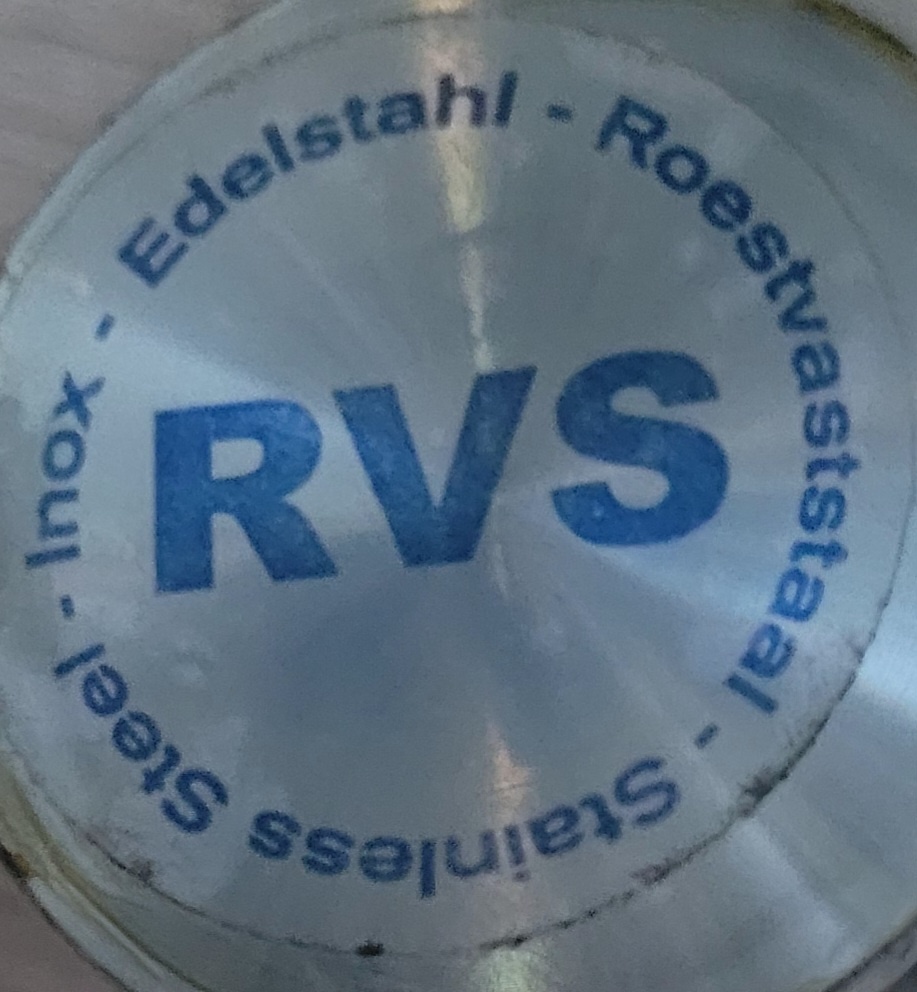 Edelstahl - Roestvaststaal - Stainless Steel - Inox -
RVS